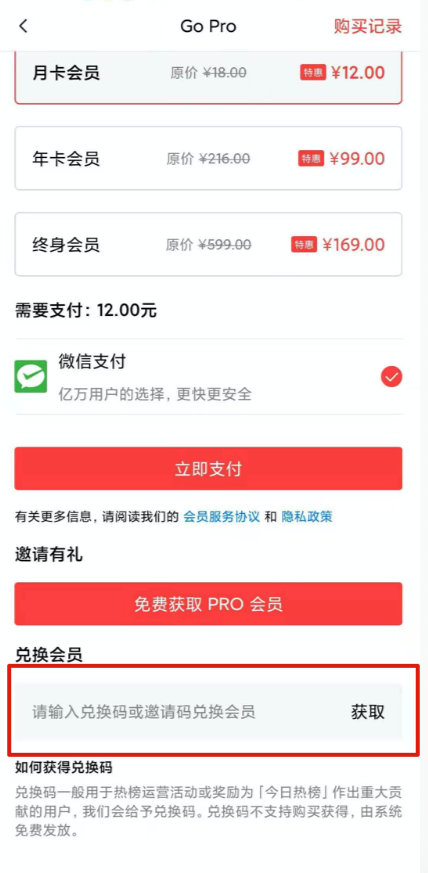 Go Pro
购买记录
月卡会员 原价 ¥18.00 特惠 ¥12.00
年卡会员 原价 ¥216.00 特惠 ¥99.00
终身会员 原价 ¥599.00 特惠 ¥169.00
需要支付：12.00元
微信支付
亿万用户的选择，更快更安全
立即支付
有关更多信息，请阅读我们的 会员服务协议 和 隐私政策
邀请有礼
免费获取 PRO 会员
兑换会员
请输入兑换码或邀请码兑换会员 获取
如何获得兑换码
兑换码一般用于热榜运营活动或奖励为「今日热榜」作出重大贡
献的用户，我们会给予兑换码。兑换码不支持购买获得，由系统
免费发放。